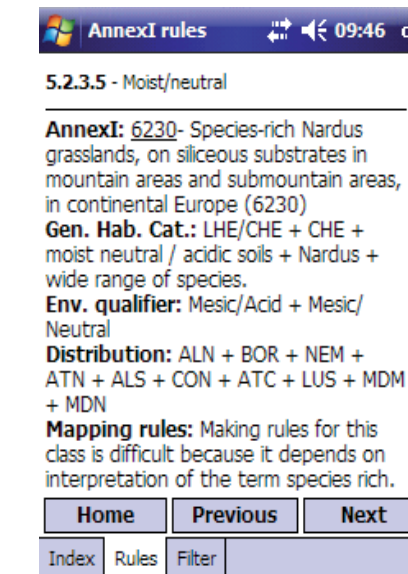 AnnexI rules 09:46
5.2.3.5 - Moist/neutral
AnnexI: 6230- Species-rich Nardus
grasslands, on siliceous substrates in
mountain areas and submountain areas,
in continental Europe (6230)
Gen. Hab. Cat.: LHE/CHE + CHE +
moist neutral / acidic soils + Nardus +
wide range of species.
Env. qualifier: Mesic/Acid + Mesic/
Neutral
Distribution: ALN + BOR + NEM +
ATN + ALS + CON + ATC + LUS + MDM
+ MDN
Mapping rules: Making rules for this
class is difficult because it depends on
interpretation of the term species rich.
Home Previous Next
Index Rules Filter